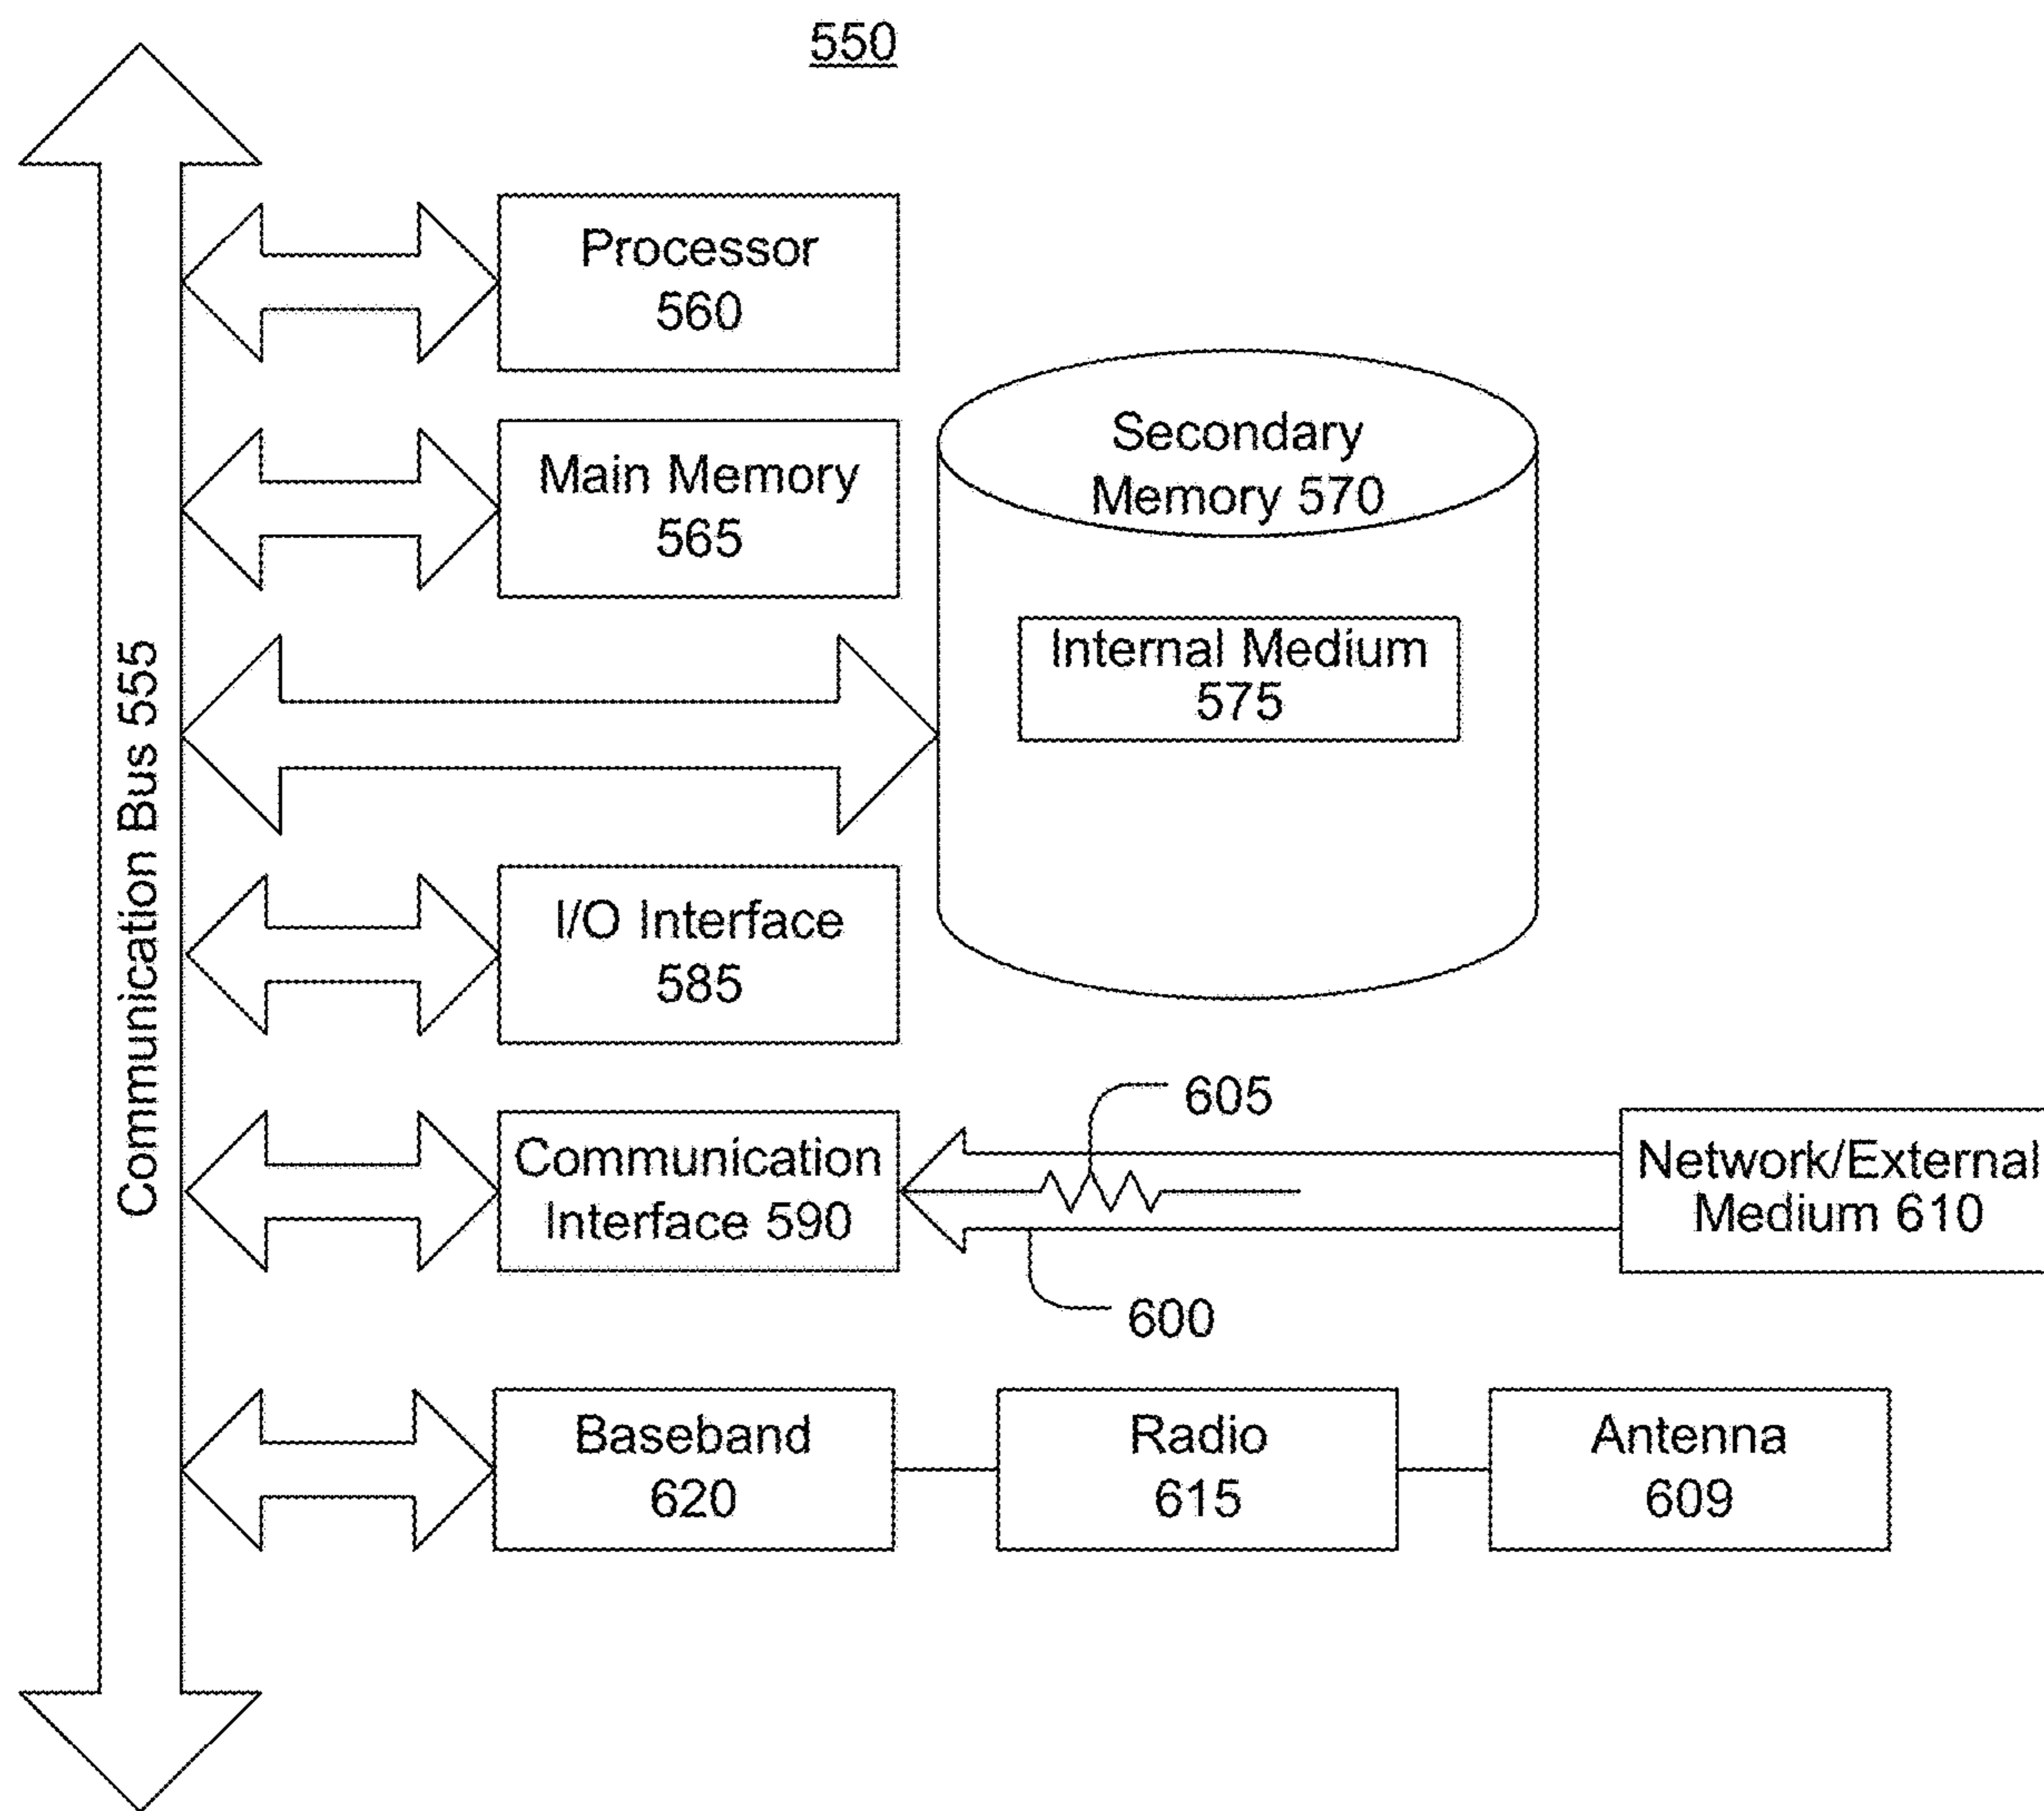 550
Communication Bus 555
Processor
560
Main Memory
565
Secondary
Memory 570
Internal Medium
575
I/O Interface
585
Communication
Interface 590
605
600
Network/External
Medium 610
Baseband
620
Radio
615
Antenna
609